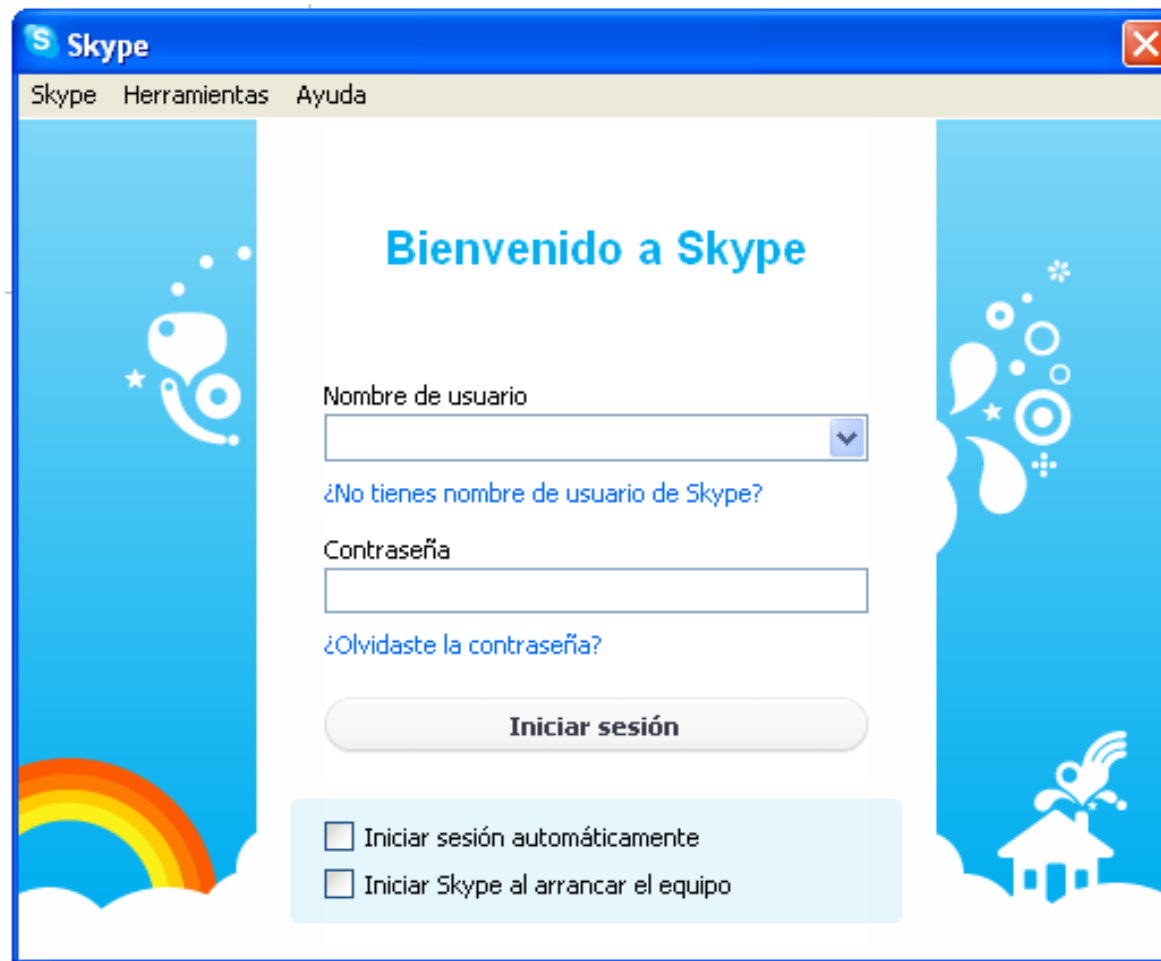 Skype
Skype Herramientas Ayuda
Bienvenido a Skype
Nombre de usuario
¿No tienes nombre de usuario de Skype?
Contraseña
¿Olvidaste la contraseña?
Iniciar sesión
Iniciar sesión automáticamente
Iniciar Skype al arrancar el equipo